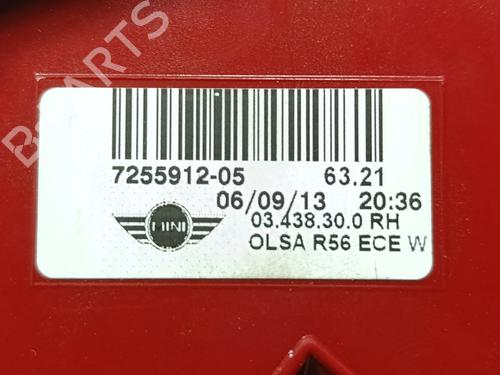 B-PARTS
7255912-05 63.21
06/09/13 20:36
03.438.30.0 RH
MINI OLSA R56 ECE W